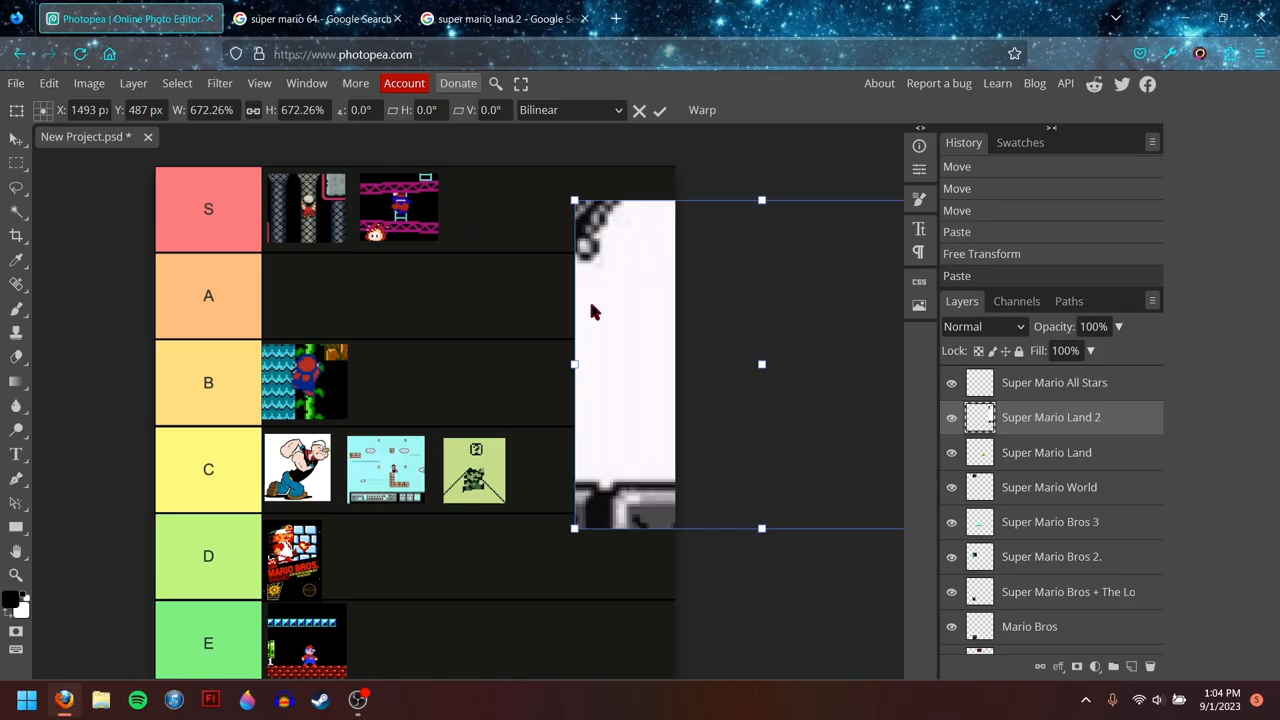 Photopea | Online Photo Editor
super mario 64 - Google Search
super mario land 2 - Google Se
https://www.photopea.com
File Edit Image Layer Select Filter View Window More Account Donate
About Report a bug Learn Blog API
X: 1493 p Y: 487 px W: 672.26% H: 672.26% 0.0° H: 0.0° V: 0.0° Bilinear Warp
New Project.psd *
History Swatches
Move
Move
Move
Paste
Free Transform
Paste
Layers Channels Paths
Normal Opacity: 100%
Lock: Fill: 100%
Super Mario All Stars
Super Mario Land 2
Super Mario Land
Super Mario World
Super Mario Bros 3
Super Mario Bros 2.
Super Mario Bros + The Lo
Mario Bros
CSS
eff
S
A
B
C
D
MARIO BROS.
E
1:04 PM
9/1/2023
5